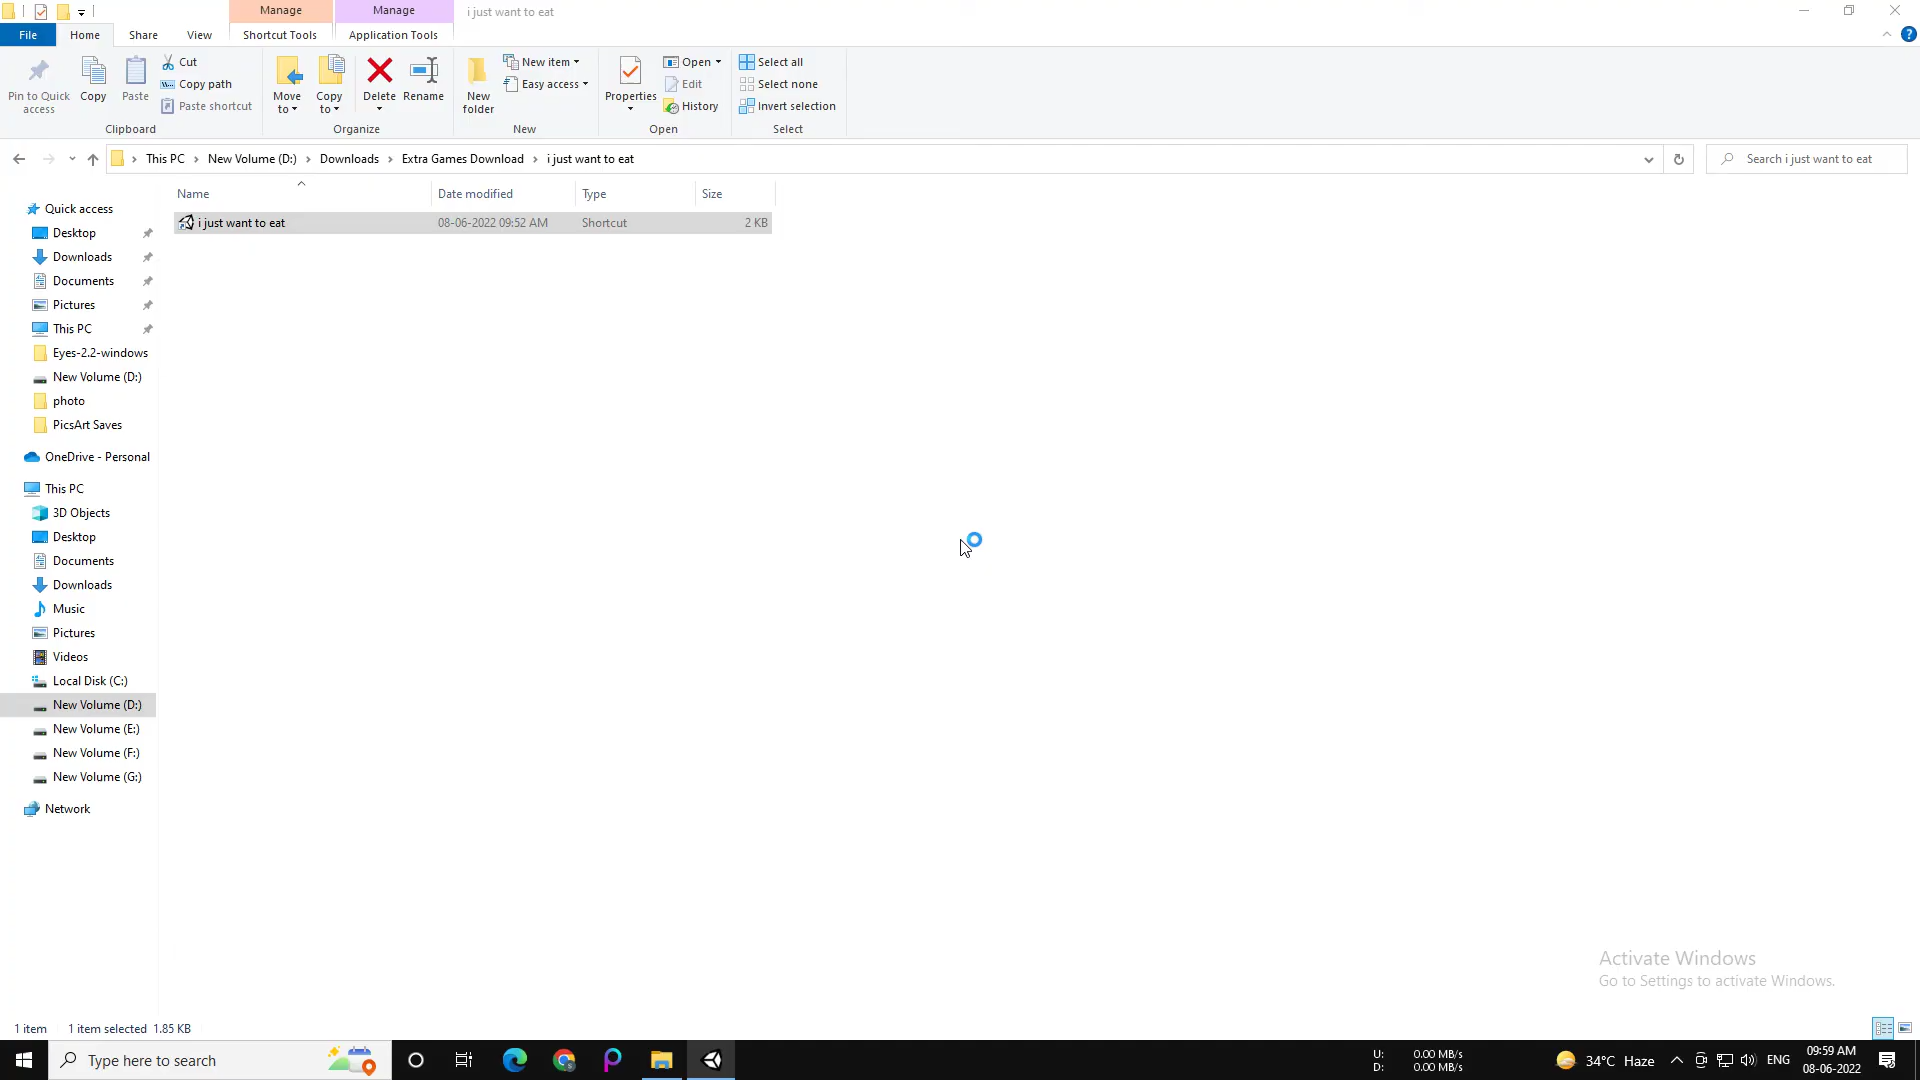 Manage
Manage
i just want to eat
File
Home
Share
View
Shortcut Tools
Application Tools
Pin to Quick access
Copy
Paste
Cut
Copy path
Paste shortcut
Clipboard
Move to
Copy to
Delete
Rename
Organize
New folder
New item
Easy access
New
Properties
Open
Edit
History
Open
Select all
Select none
Invert selection
Select
This PC > New Volume (D:) > Downloads > Extra Games Download > i just want to eat
Search i just want to eat
Name Date modified Type Size
i just want to eat 08-06-2022 09:52 AM Shortcut 2 KB
Quick access
Desktop
Downloads
Documents
Pictures
This PC
Eyes-2.2-windows
New Volume (D:)
photo
PicsArt Saves
OneDrive - Personal
This PC
3D Objects
Desktop
Documents
Downloads
Music
Pictures
Videos
Local Disk (C:)
New Volume (D:)
New Volume (E:)
New Volume (F:)
New Volume (G:)
Network
Activate Windows
Go to Settings to activate Windows.
1 item 1 item selected 1.85 KB
Type here to search
U: 0.00 MB/s
D: 0.00 MB/s
34°C Haze
ENG
09:59 AM
08-06-2022